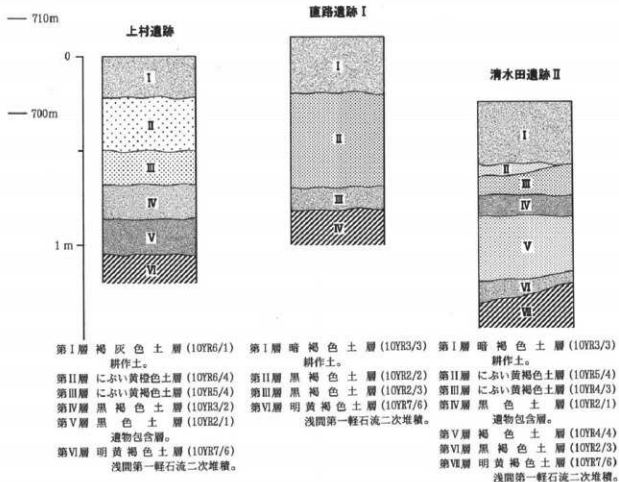 710m
700m
0
1m
上村遺跡
I
II
III
IV
V
VI
第I層 褐灰色土層(10YR6/1)
耕作土。
第II層 にぶい黄橙色土層(10YR6/4)
第III層 にぶい黄褐色土層(10YR5/4)
第IV層 黒褐色土層(10YR3/2)
第V層 黒色土層(10YR2/1)
遺物包含層。
第VI層 明黄褐色土層(10YR7/6)
浅間第一軽石流二次堆積。
直路遺跡I
I
II
III
IV
第I層 暗褐色土層(10YR3/3)
耕作土。
第II層 黒褐色土層(10YR2/2)
第III層 黒褐色土層(10YR2/3)
第VI層 明黄褐色土層(10YR7/6)
浅間第一軽石流二次堆積。
清水田遺跡II
I
II
III
IV
V
VI
VII
第I層 暗褐色土層(10YR3/3)
耕作土。
第II層 にぶい黄褐色土層(10YR5/4)
第III層 にぶい黄褐色土層(10YR4/3)
第IV層 黒色土層(10YR2/1)
遺物包含層。
第V層 褐色土層(10YR4/4)
第VI層 黒褐色土層(10YR2/3)
第VII層 明黄褐色土層(10YR7/6)
浅間第一軽石流二次堆積。